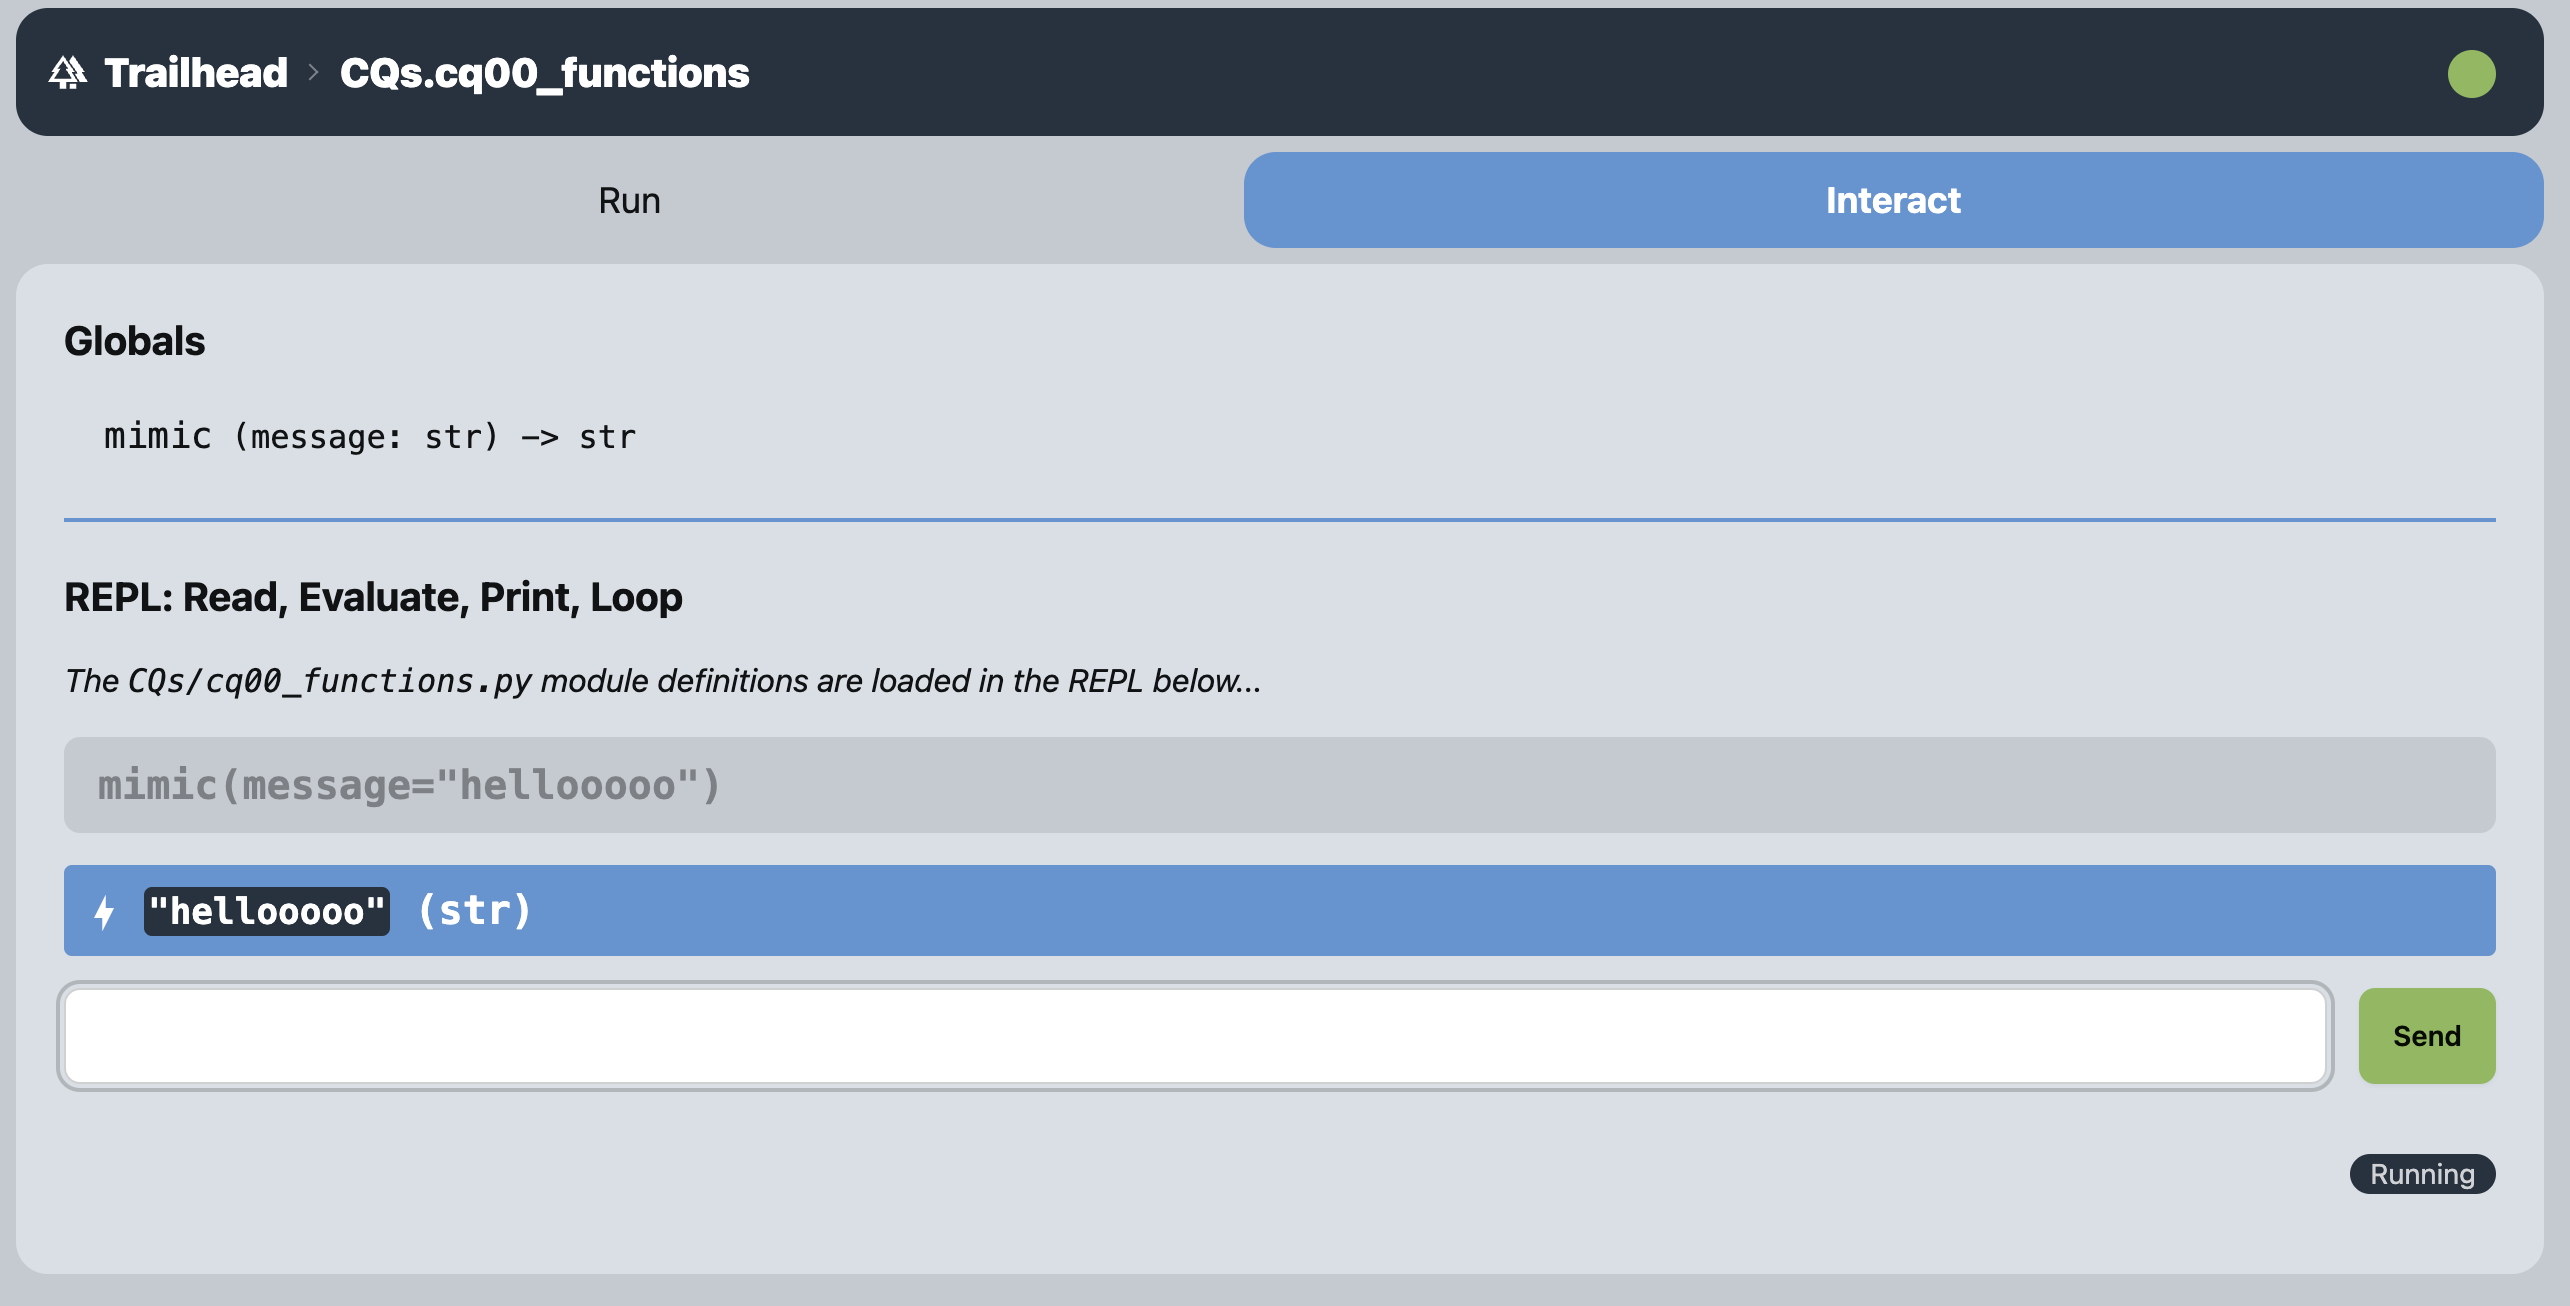 Trailhead > CQs.cq00_functions
Run
Interact
Globals
mimic (message: str) -> str
REPL: Read, Evaluate, Print, Loop
The CQs/cq00_functions.py module definitions are loaded in the REPL below...
mimic(message="hellooooo")
"hellooooo" (str)
Send
Running